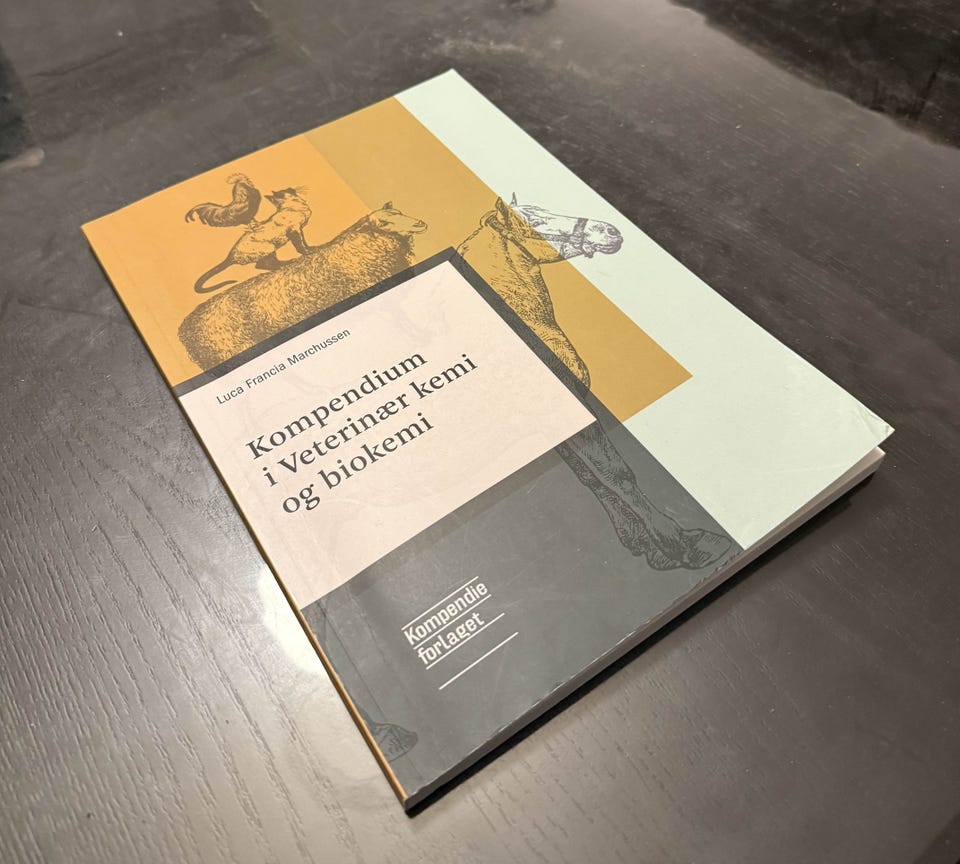 Luca Francia Marchussen
Kompendium
i Veterinær kemi
og biokemi
Kompendie
forlaget